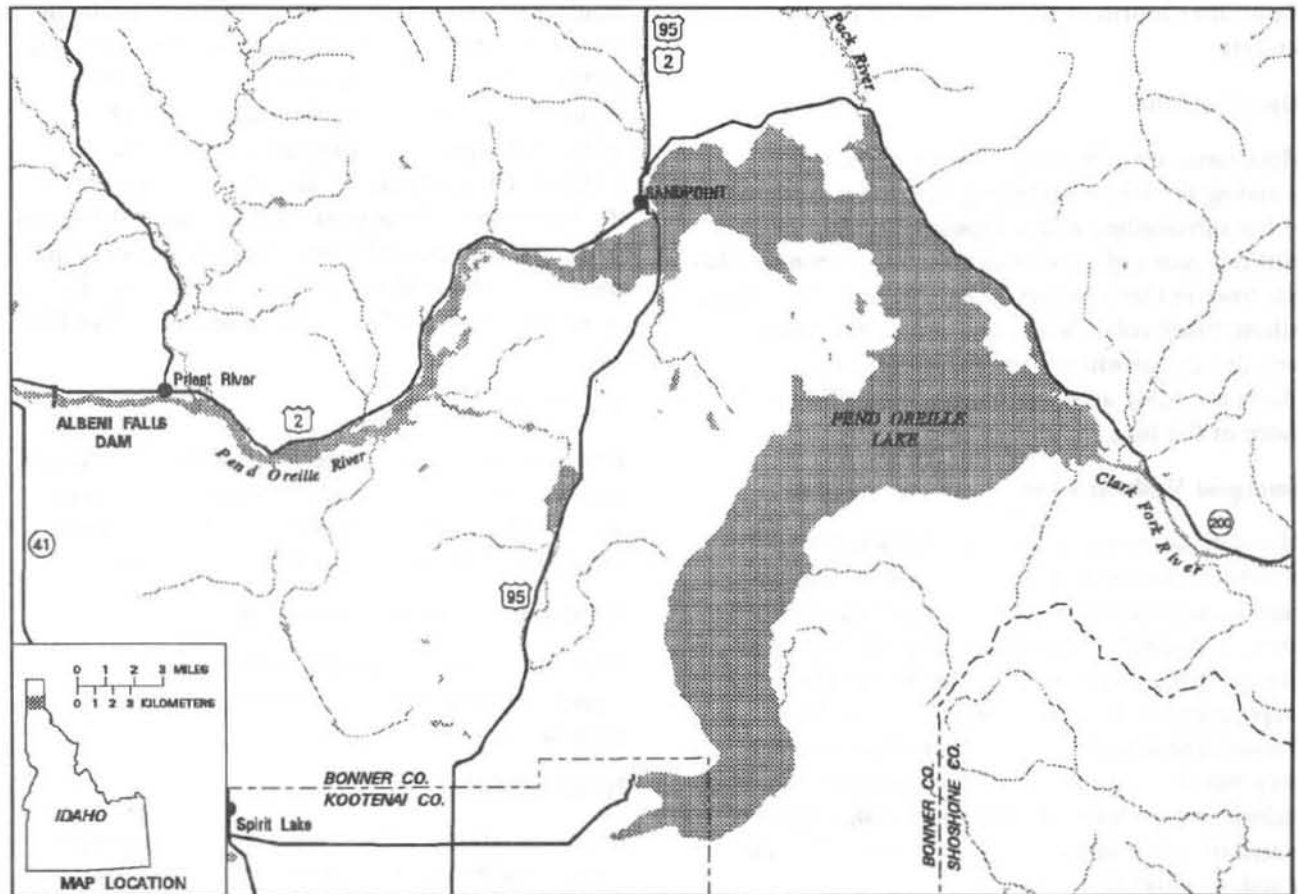 95
2
Pack River
SANDPOINT
Priest River
ALBENI FALLS
DAM
2
Pend Oreille River
PEND OREILLE
LAKE
Clark Fork River
200
41
95
0 1 2 3 MILES
0 1 2 3 KILOMETERS
IDAHO
MAP LOCATION
BONNER CO.
KOOTENAI CO.
Spirit Lake
BONNER CO.
SHOSHONE CO.